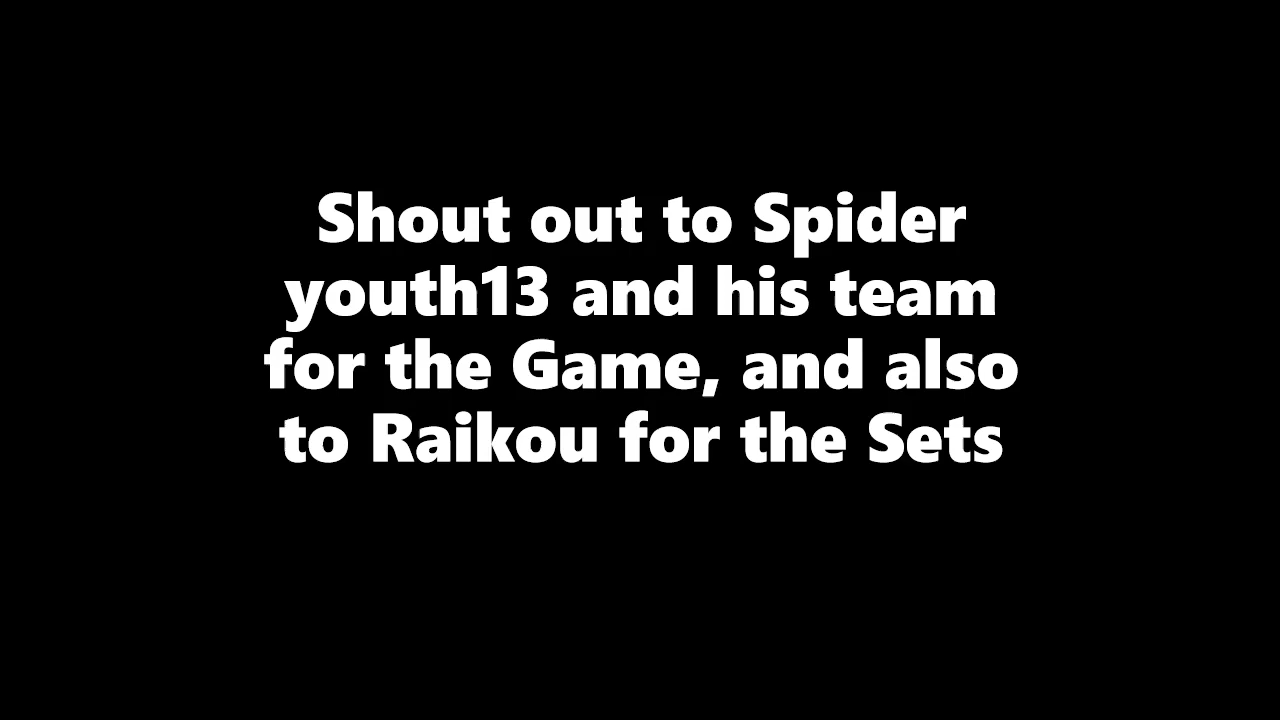 Shout out to Spider
youth13 and his team
for the Game, and also
to Raikou for the Sets